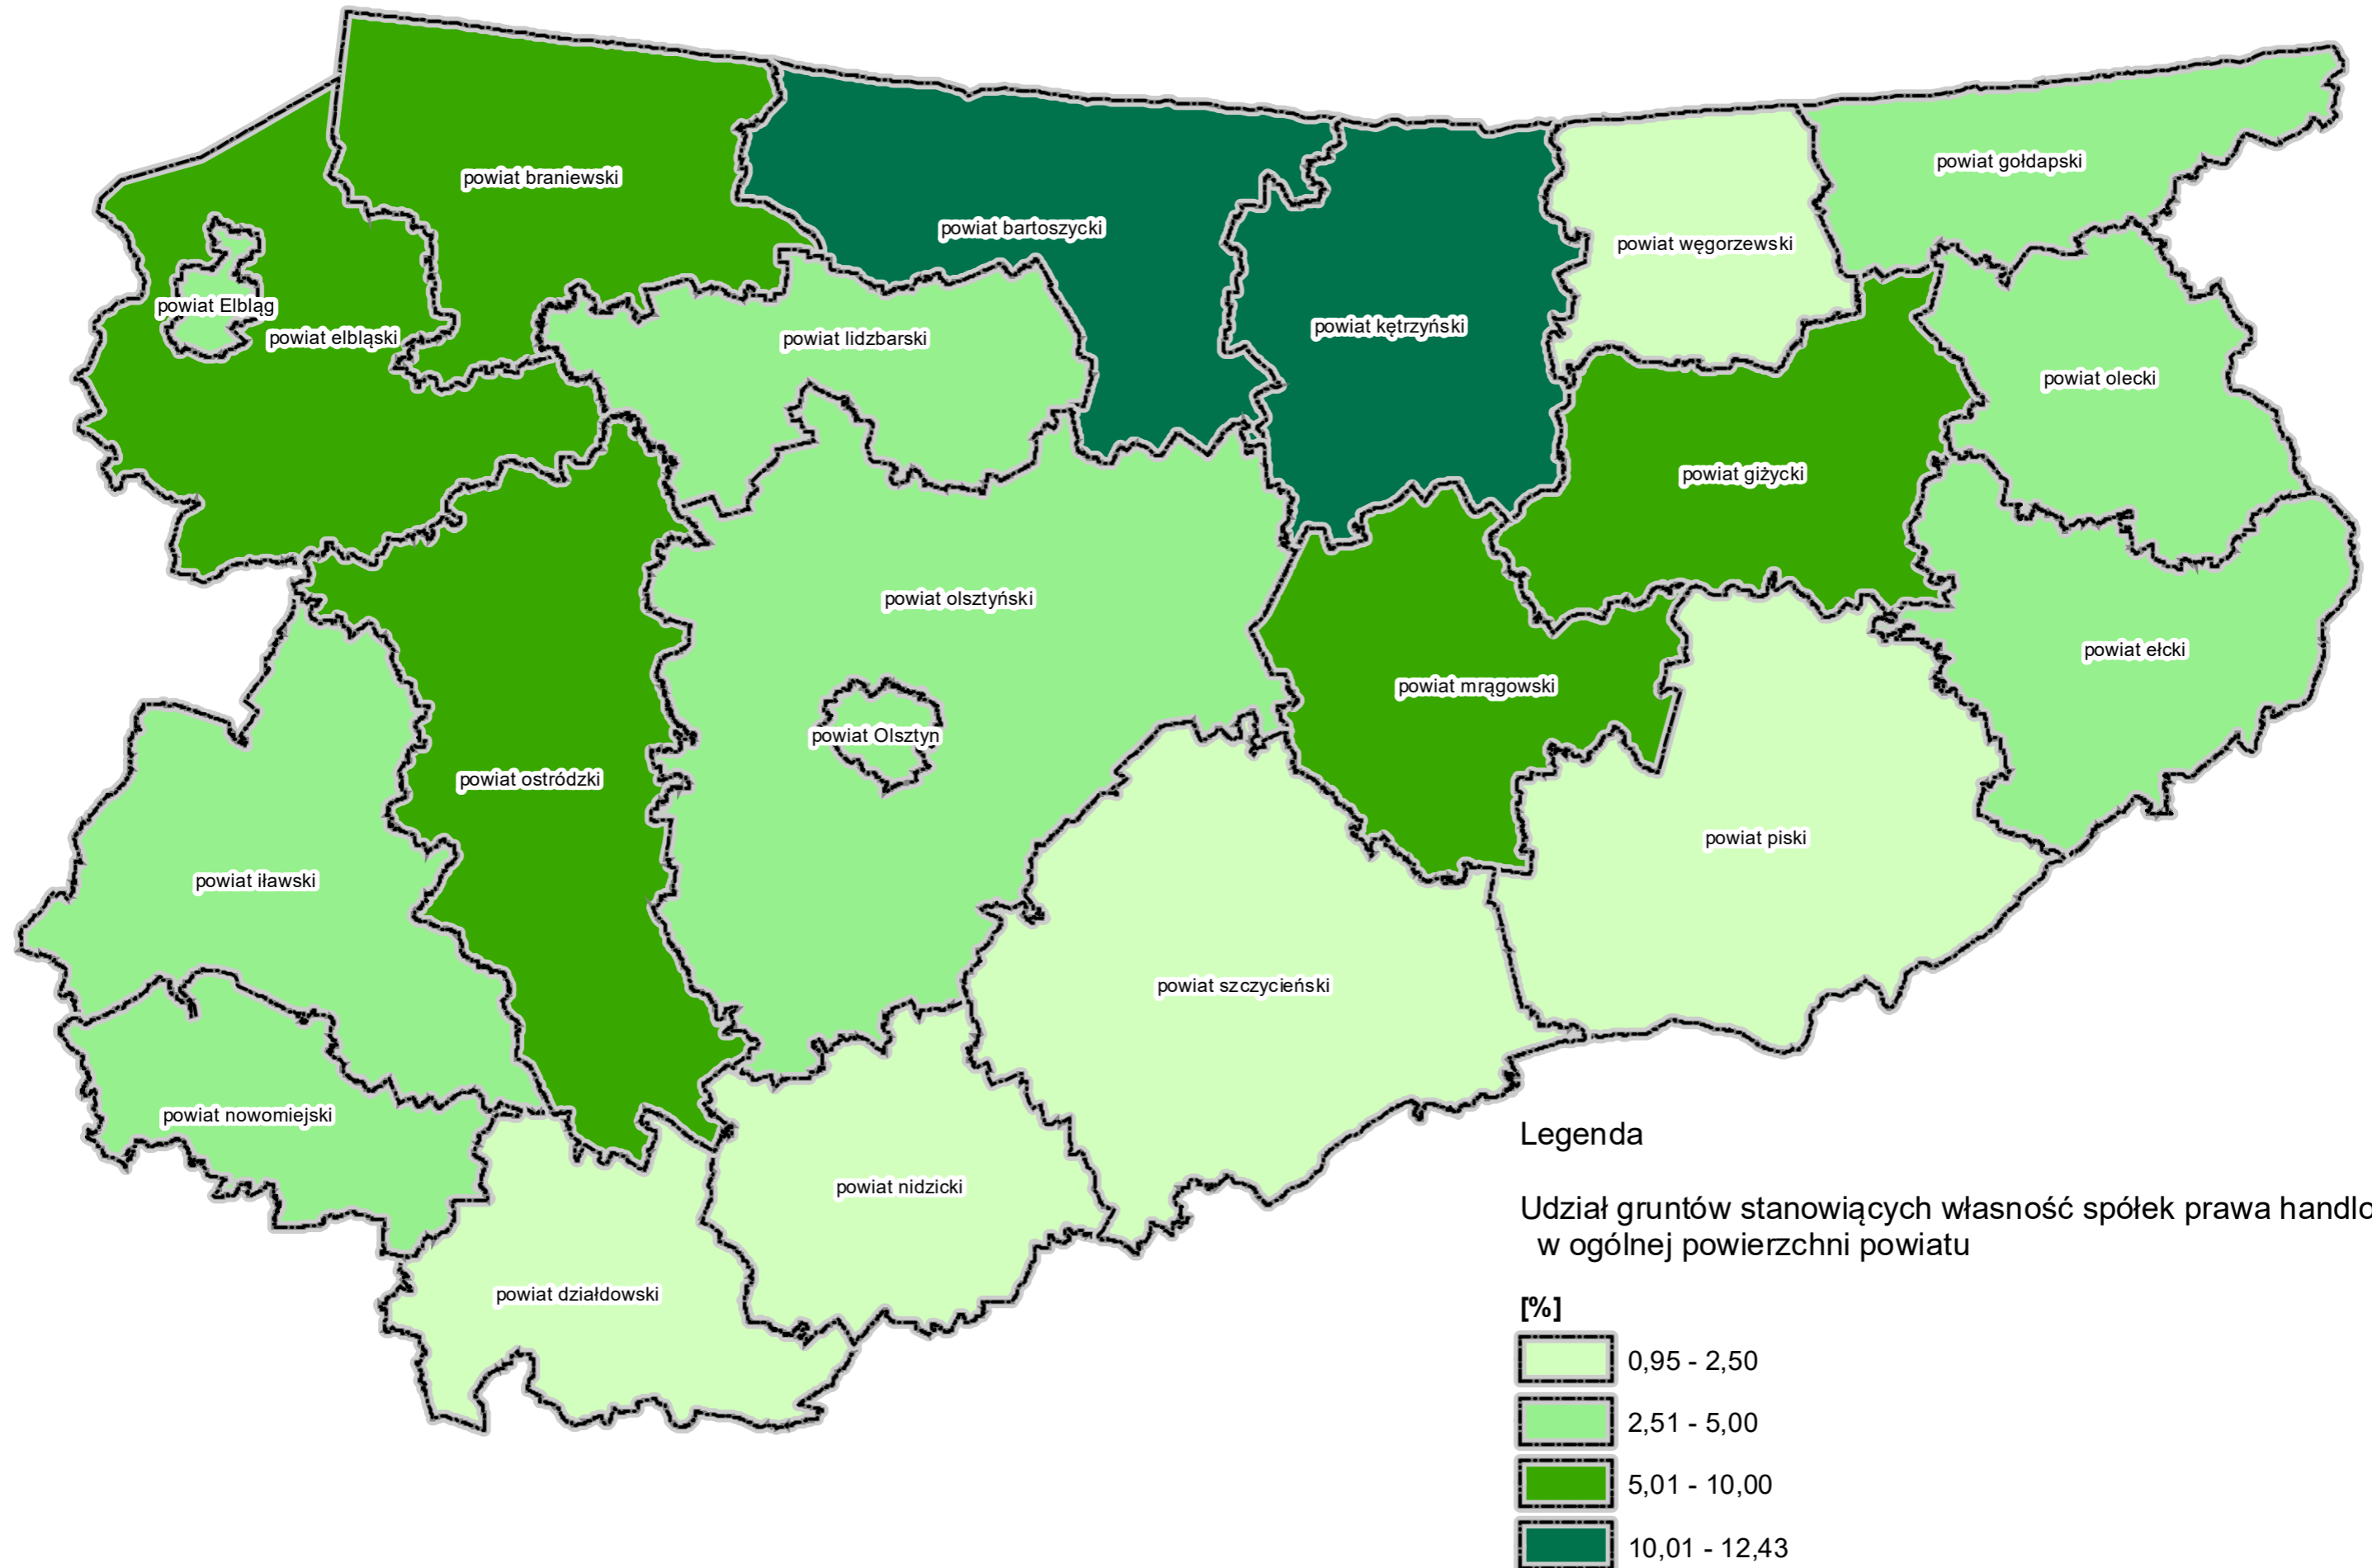 powiat gołdapski
powiat braniewski
powiat bartoszycki
powiat węgorzewski
powiat Elbląg
powiat elbląski
powiat lidzbarski
powiat kętrzyński
powiat olecki
powiat giżycki
powiat olsztyński
powiat ełcki
powiat mrągowski
powiat Olsztyn
powiat ostródzki
powiat piski
powiat iławski
powiat szczycieński
powiat nowomiejski
powiat nidzicki
powiat działdowski
Legenda
Udział gruntów stanowiących własność spółek prawa handlo
w ogólnej powierzchni powiatu
[%]
0,95 - 2,50
2,51 - 5,00
5,01 - 10,00
10,01 - 12,43